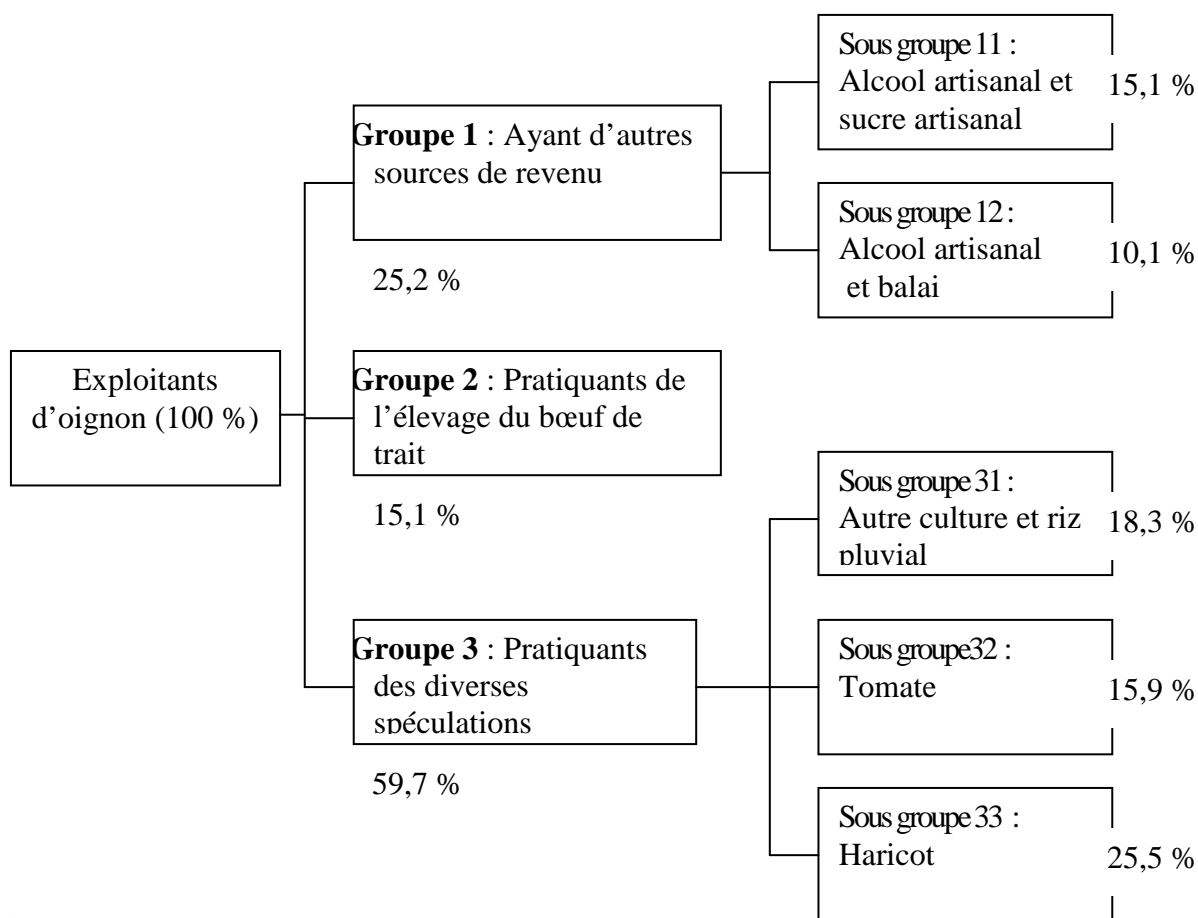 Exploitants
d'oignon (100 %)
Groupe 1 : Ayant d'autres
sources de revenu
25,2 %
Sous groupe 11 :
Alcool artisanal et
sucre artisanal
15,1 %
Sous groupe 12 :
Alcool artisanal
et balai
10,1 %
Groupe 2 : Pratiquants de
l'élevage du bœuf de
trait
15,1 %
Groupe 3 : Pratiquants
des diverses
spéculations
59,7 %
Sous groupe 31 :
Autre culture et riz
pluvial
18,3 %
Sous groupe32 :
Tomate
15,9 %
Sous groupe 33 :
Haricot
25,5 %